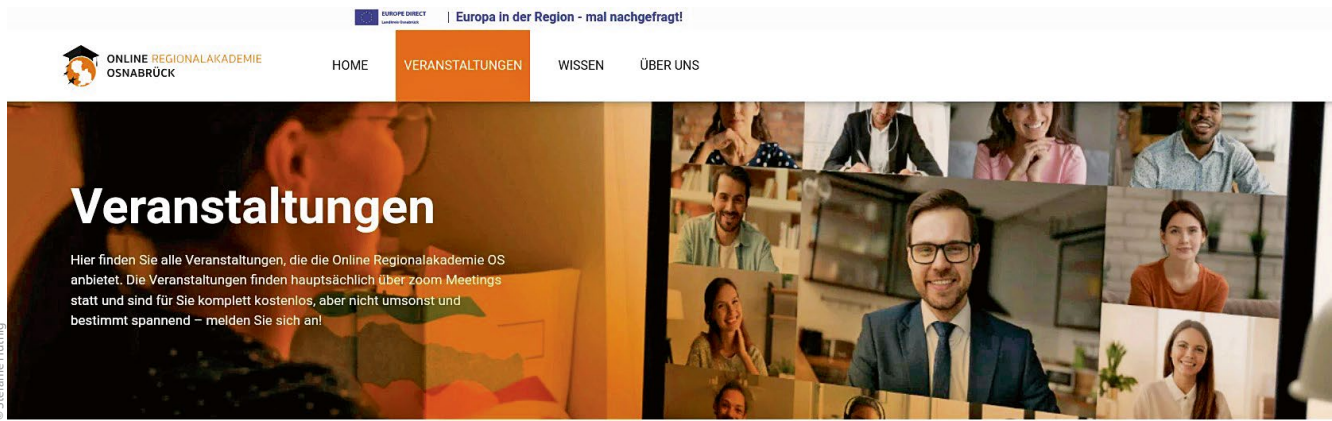 EUROPE DIRECT
Landkreis Osnabrück
| Europa in der Region - mal nachgefragt!
ONLINE REGIONALAKADEMIE
OSNABRÜCK
HOME VERANSTALTUNGEN WISSEN ÜBER UNS
Veranstaltungen
Hier finden Sie alle Veranstaltungen, die die Online Regionalakademie OS
anbietet. Die Veranstaltungen finden hauptsächlich über zoom Meetings
statt und sind für Sie komplett kostenlos, aber nicht umsonst und
bestimmt spannend – melden Sie sich an!